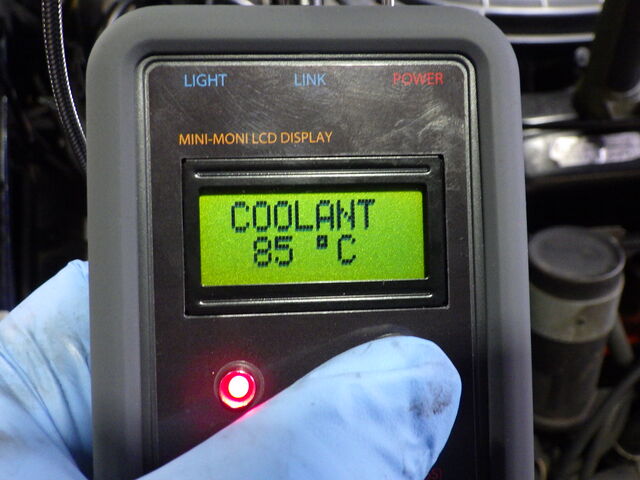 LIGHT LINK POWER
MINI-MONI LCD DISPLAY
COOLANT
85 °C